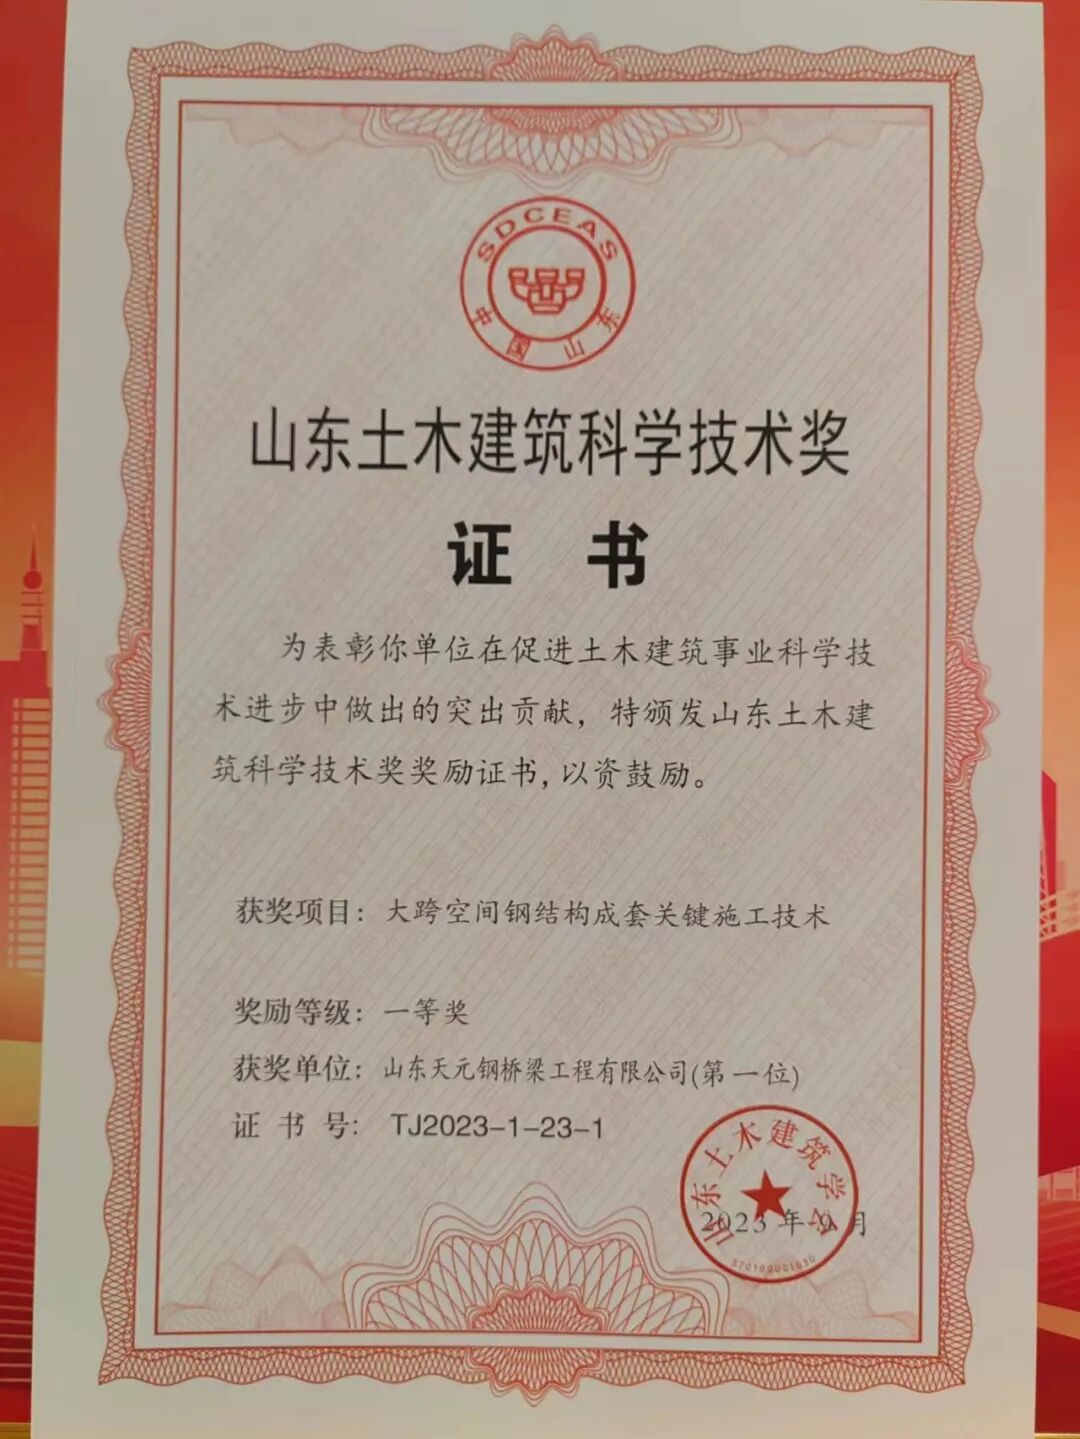 SDCEAS
中国山东
山东土木建筑科学技术奖
证 书
为表彰你单位在促进土木建筑事业科学技
术进步中做出的突出贡献，特颁发山东土木建
筑科学技术奖奖励证书，以资鼓励。
获奖项目：大跨空间钢结构成套关键施工技术
奖励等级：一等奖
获奖单位：山东天元钢桥梁工程有限公司(第一位)
证 书 号： TJ2023-1-23-1
山东土木建筑学会
2023 年 9 月